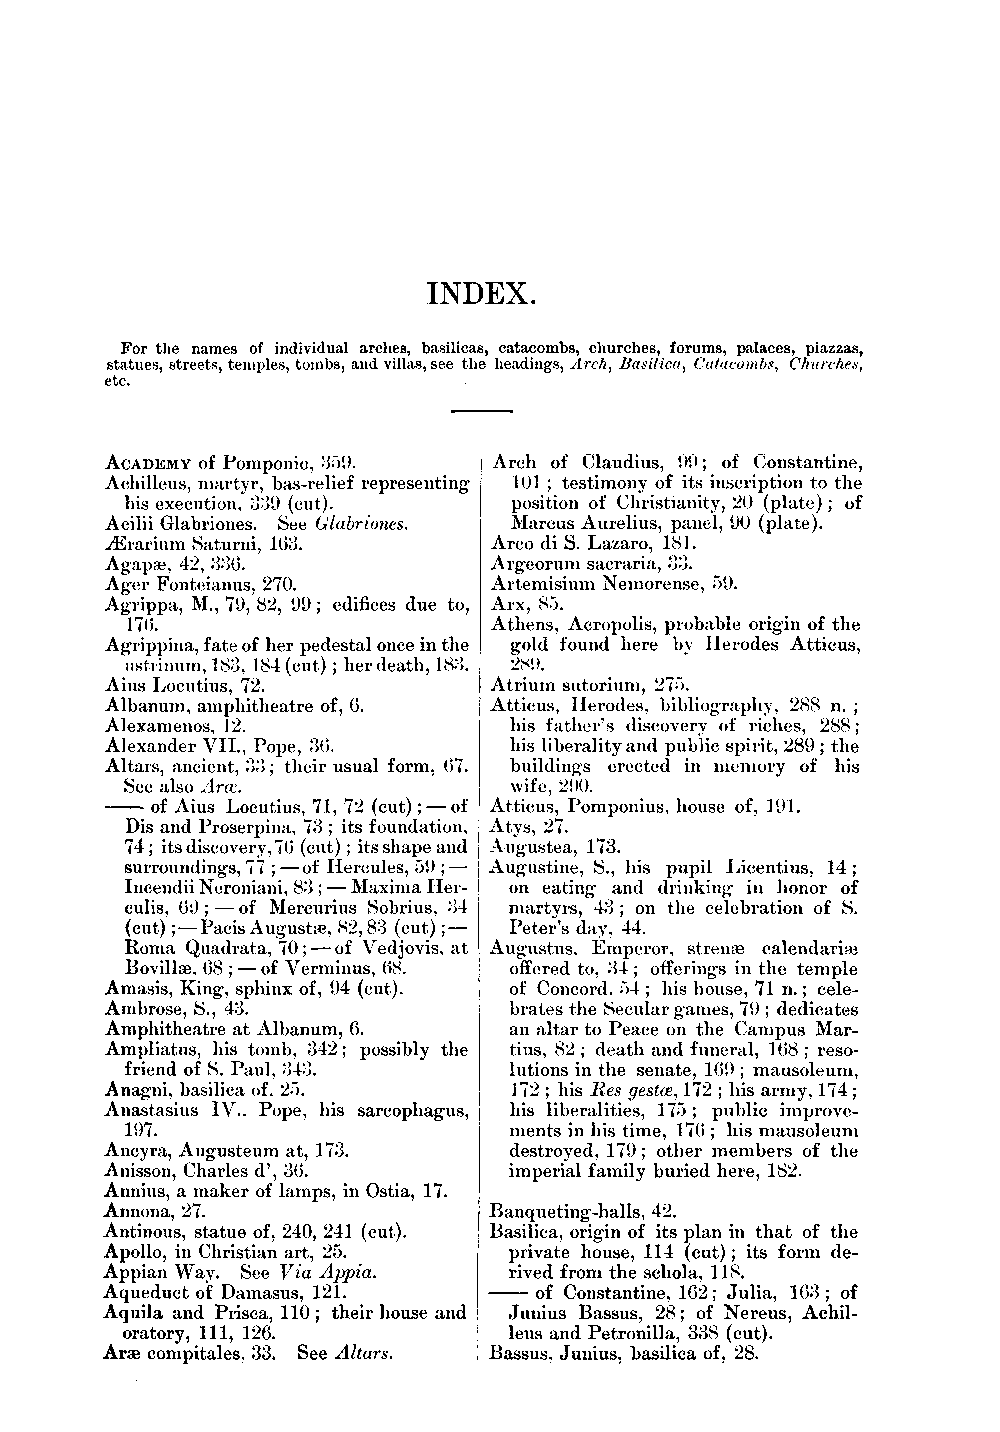 INDEX.
For the names of individual arches, basilicas, catacombs, churches, forums, palaces, piazzas,
statues, streets, temples, tombs, and villas, see the headings, Arch, Basilica, Catacombs, Churches,
etc.
ACADEMY of Pomponio, 359.
Achilleus, martyr, bas-relief representing
his execution, 339 (cut).
Acilii Glabriones. See Glabriones.
Ærarium Saturni, 163.
Agapæ, 42, 336.
Ager Fonteianus, 270.
Agrippa, M., 79, 82, 99; edifices due to,
176.
Agrippina, fate of her pedestal once in the
ustrinum, 183, 184 (cut); her death, 183.
Aius Locutius, 72.
Albanum, amphitheatre of, 6.
Alexamenos, 12.
Alexander VII., Pope, 36.
Altars, ancient, 33; their usual form, 67.
See also Aræ.
—— of Aius Locutius, 71, 72 (cut); — of
Dis and Proserpina, 73; its foundation,
74; its discovery, 76 (cut); its shape and
surroundings, 77; — of Hercules, 59; —
Incendii Neroniani, 83; — Maxima Her-
culis, 69; — of Mercurius Sobrius, 34
(cut); — Pacis Augustæ, 82, 83 (cut); —
Roma Quadrata, 70; — of Vedjovis, at
Bovillæ, 68; — of Verminus, 68.
Amasis, King, sphinx of, 94 (cut).
Ambrose, S., 43.
Amphitheatre at Albanum, 6.
Ampliatus, his tomb, 342; possibly the
friend of S. Paul, 343.
Anagni, basilica of. 25.
Anastasius IV.. Pope, his sarcophagus,
197.
Ancyra, Augusteum at, 173.
Anisson, Charles d', 36.
Annius, a maker of lamps, in Ostia, 17.
Annona, 27.
Antinous, statue of, 240, 241 (cut).
Apollo, in Christian art, 25.
Appian Way. See Via Appia.
Aqueduct of Damasus, 121.
Aquila and Prisca, 110; their house and
oratory, 111, 126.
Aræ compitales, 33. See Altars.
Arch of Claudius, 99; of Constantine,
101; testimony of its inscription to the
position of Christianity, 20 (plate); of
Marcus Aurelius, panel, 90 (plate).
Arco di S. Lazaro, 181.
Argeorum sacraria, 33.
Artemisium Nemorense, 59.
Arx, 85.
Athens, Acropolis, probable origin of the
gold found here by Herodes Atticus,
289.
Atrium sutorium, 275.
Atticus, Herodes, bibliography, 288 n.;
his father's discovery of riches, 288;
his liberality and public spirit, 289; the
buildings erected in memory of his
wife, 290.
Atticus, Pomponius, house of, 191.
Atys, 27.
Augustea, 173.
Augustine, S., his pupil Licentius, 14;
on eating and drinking in honor of
martyrs, 43; on the celebration of S.
Peter's day, 44.
Augustus, Emperor, strenæ calendariæ
offered to, 34; offerings in the temple
of Concord. 54; his house, 71 n.; cele-
brates the Secular games, 79; dedicates
an altar to Peace on the Campus Mar-
tius, 82; death and funeral, 168; reso-
lutions in the senate, 169; mausoleum,
172; his Res gestæ, 172; his army, 174;
his liberalities, 175; public improve-
ments in his time, 176; his mausoleum
destroyed, 179; other members of the
imperial family buried here, 182.
Banqueting-halls, 42.
Basilica, origin of its plan in that of the
private house, 114 (cut); its form de-
rived from the schola, 118.
—— of Constantine, 162; Julia, 163; of
Junius Bassus, 28; of Nereus, Achil-
leus and Petronilla, 338 (cut).
Bassus, Junius, basilica of, 28.